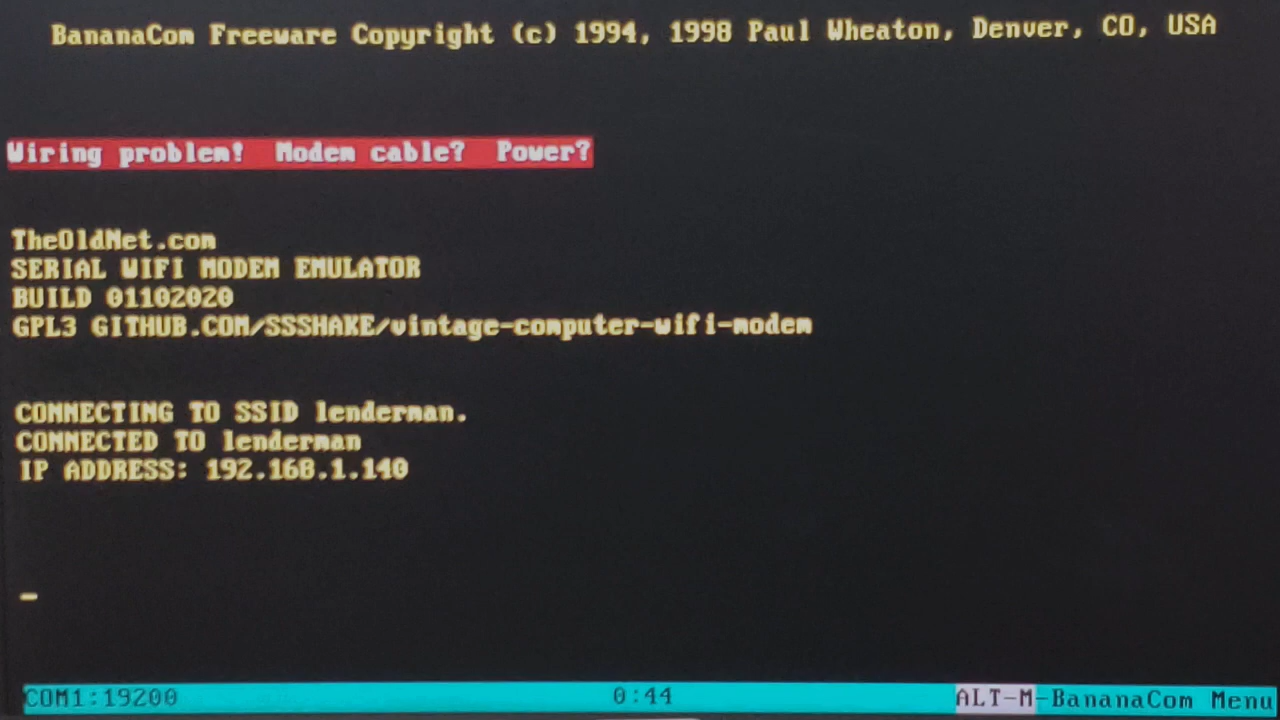 BananaCom Freeware Copyright (c) 1994, 1998 Paul Wheaton, Denver, CO, USA
Wiring problem! Modem cable? Power?
TheOldNet.com
SERIAL WIFI MODEM EMULATOR
BUILD 01102020
GPL3 GITHUB.COM/SSSHAKE/vintage-computer-wifi-modem
CONNECTING TO SSID lenderman.
CONNECTED TO lenderman
IP ADDRESS: 192.168.1.140
COM1:19200 0:44 ALT-M-BananaCom Menu